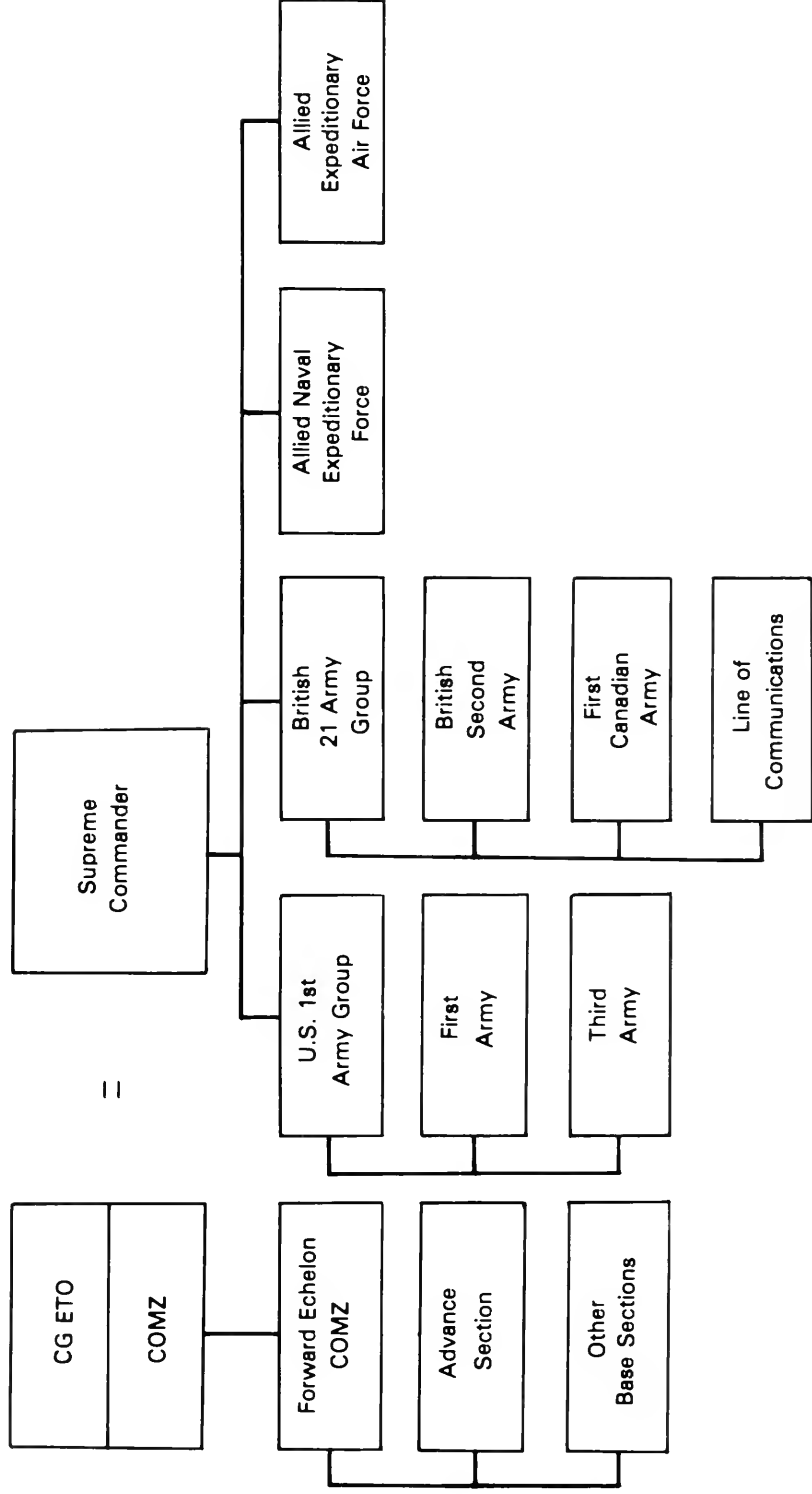 CG ETO
COMZ
=
Supreme
Commander
Forward Echelon
COMZ
Advance
Section
Other
Base Sections
U.S. 1st
Army Group
First
Army
Third
Army
British
21 Army
Group
British
Second
Army
First
Canadian
Army
Line of
Communications
Allied Naval
Expeditionary
Force
Allied
Expeditionary
Air Force